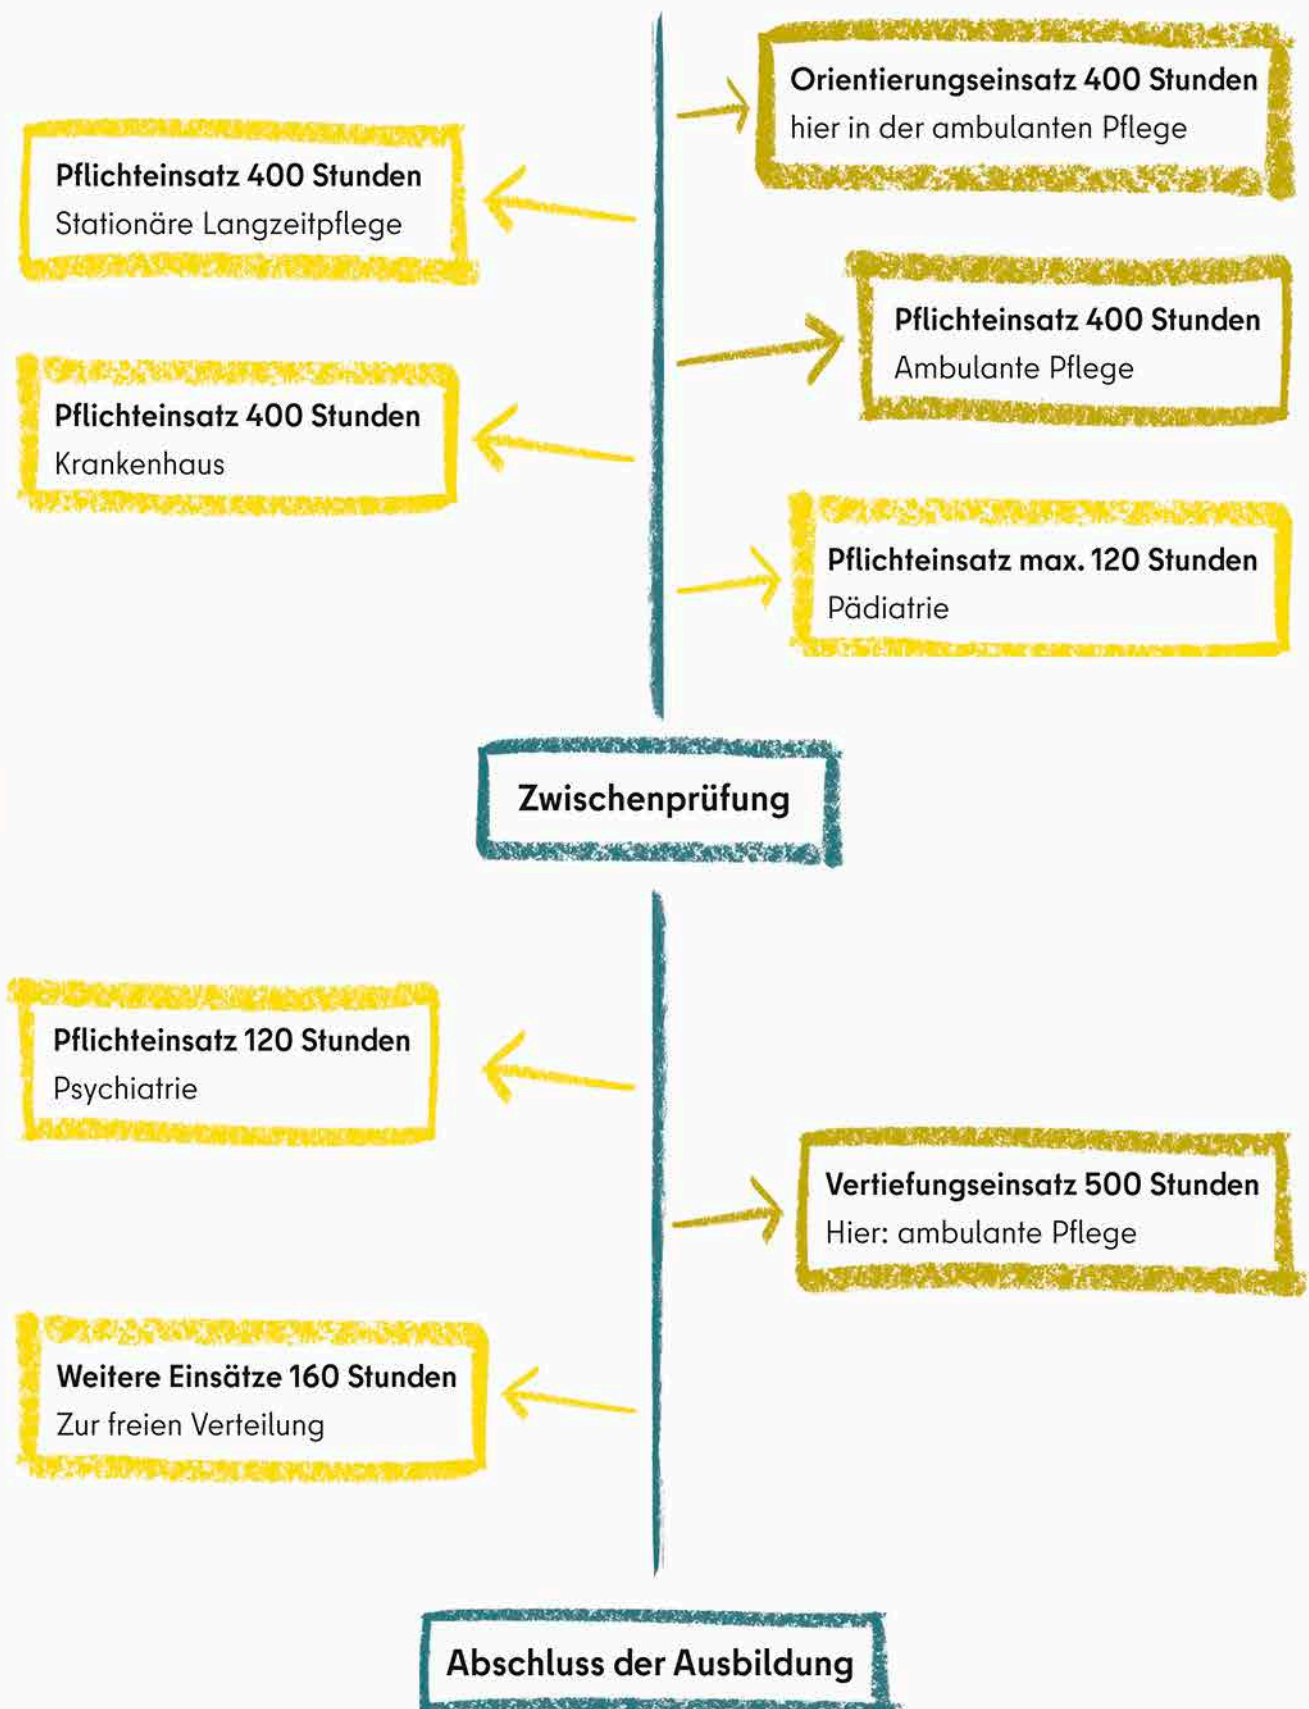 Orientierungseinsatz 400 Stunden
hier in der ambulanten Pflege
Pflichteinsatz 400 Stunden
Stationäre Langzeitpflege
Pflichteinsatz 400 Stunden
Ambulante Pflege
Pflichteinsatz 400 Stunden
Krankenhaus
Pflichteinsatz max. 120 Stunden
Pädiatrie
Zwischenprüfung
Pflichteinsatz 120 Stunden
Psychiatrie
Vertiefungseinsatz 500 Stunden
Hier: ambulante Pflege
Weitere Einsätze 160 Stunden
Zur freien Verteilung
Abschluss der Ausbildung